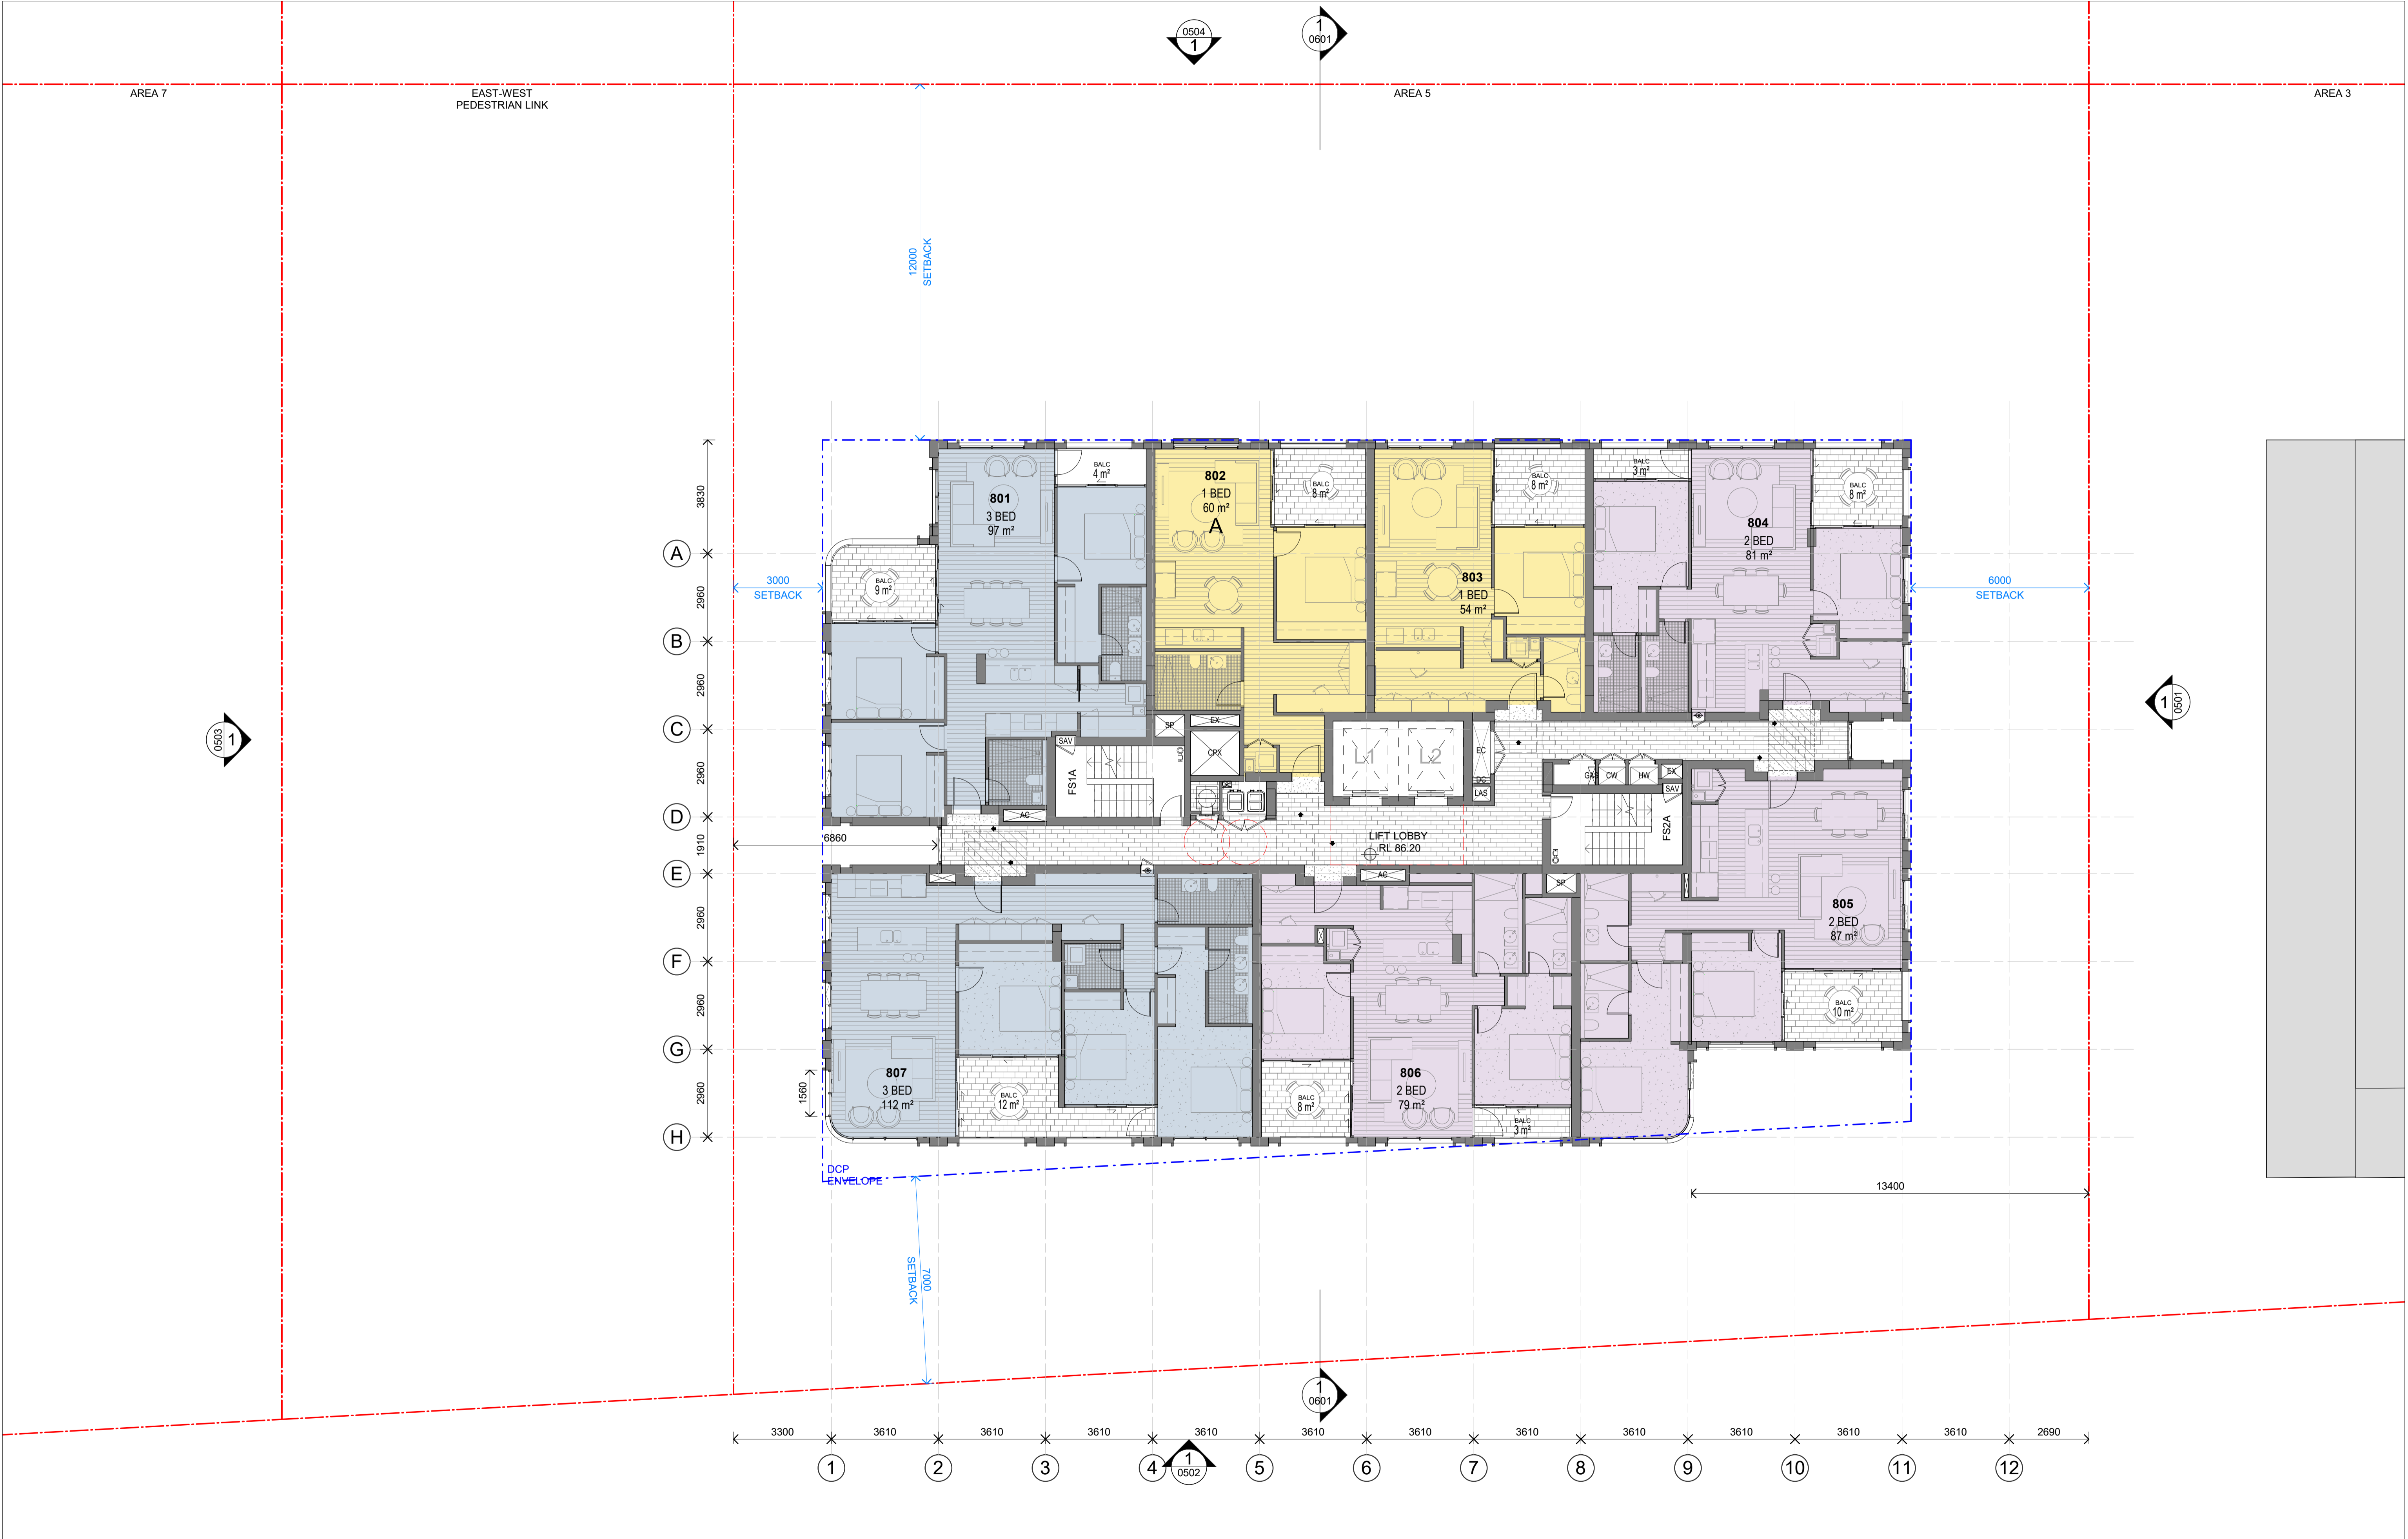 0504
1
1
0601
AREA 7
EAST-WEST
PEDESTRIAN LINK
AREA 5
AREA 3
12000
SETBACK
3830
2960
2960
2960
1910
2960
2960
2960
A
B
C
D
E
F
G
H
3000
SETBACK
6000
SETBACK
801
3 BED
97 m²
BALC
4 m²
BALC
9 m²
802
1 BED
60 m²
A
BALC
8 m²
803
1 BED
54 m²
BALC
8 m²
BALC
3 m²
804
2 BED
81 m²
BALC
8 m²
0503
1
1
0501
SP
EX
CPX
SAV
FS1A
L1
L2
EC
DC
LAS
GAS
CW
HW
EX
SAV
FS2A
AC
6860
LIFT LOBBY
RL 86.20
AC
SP
805
2 BED
87 m²
BALC
10 m²
807
3 BED
112 m²
BALC
12 m²
1560
806
2 BED
79 m²
BALC
8 m²
BALC
3 m²
DCP
ENVELOPE
13400
7000
SETBACK
1
0601
3300
3610
3610
3610
3610
3610
3610
3610
3610
3610
3610
3610
2690
1
2
3
4
1
0502
5
6
7
8
9
10
11
12